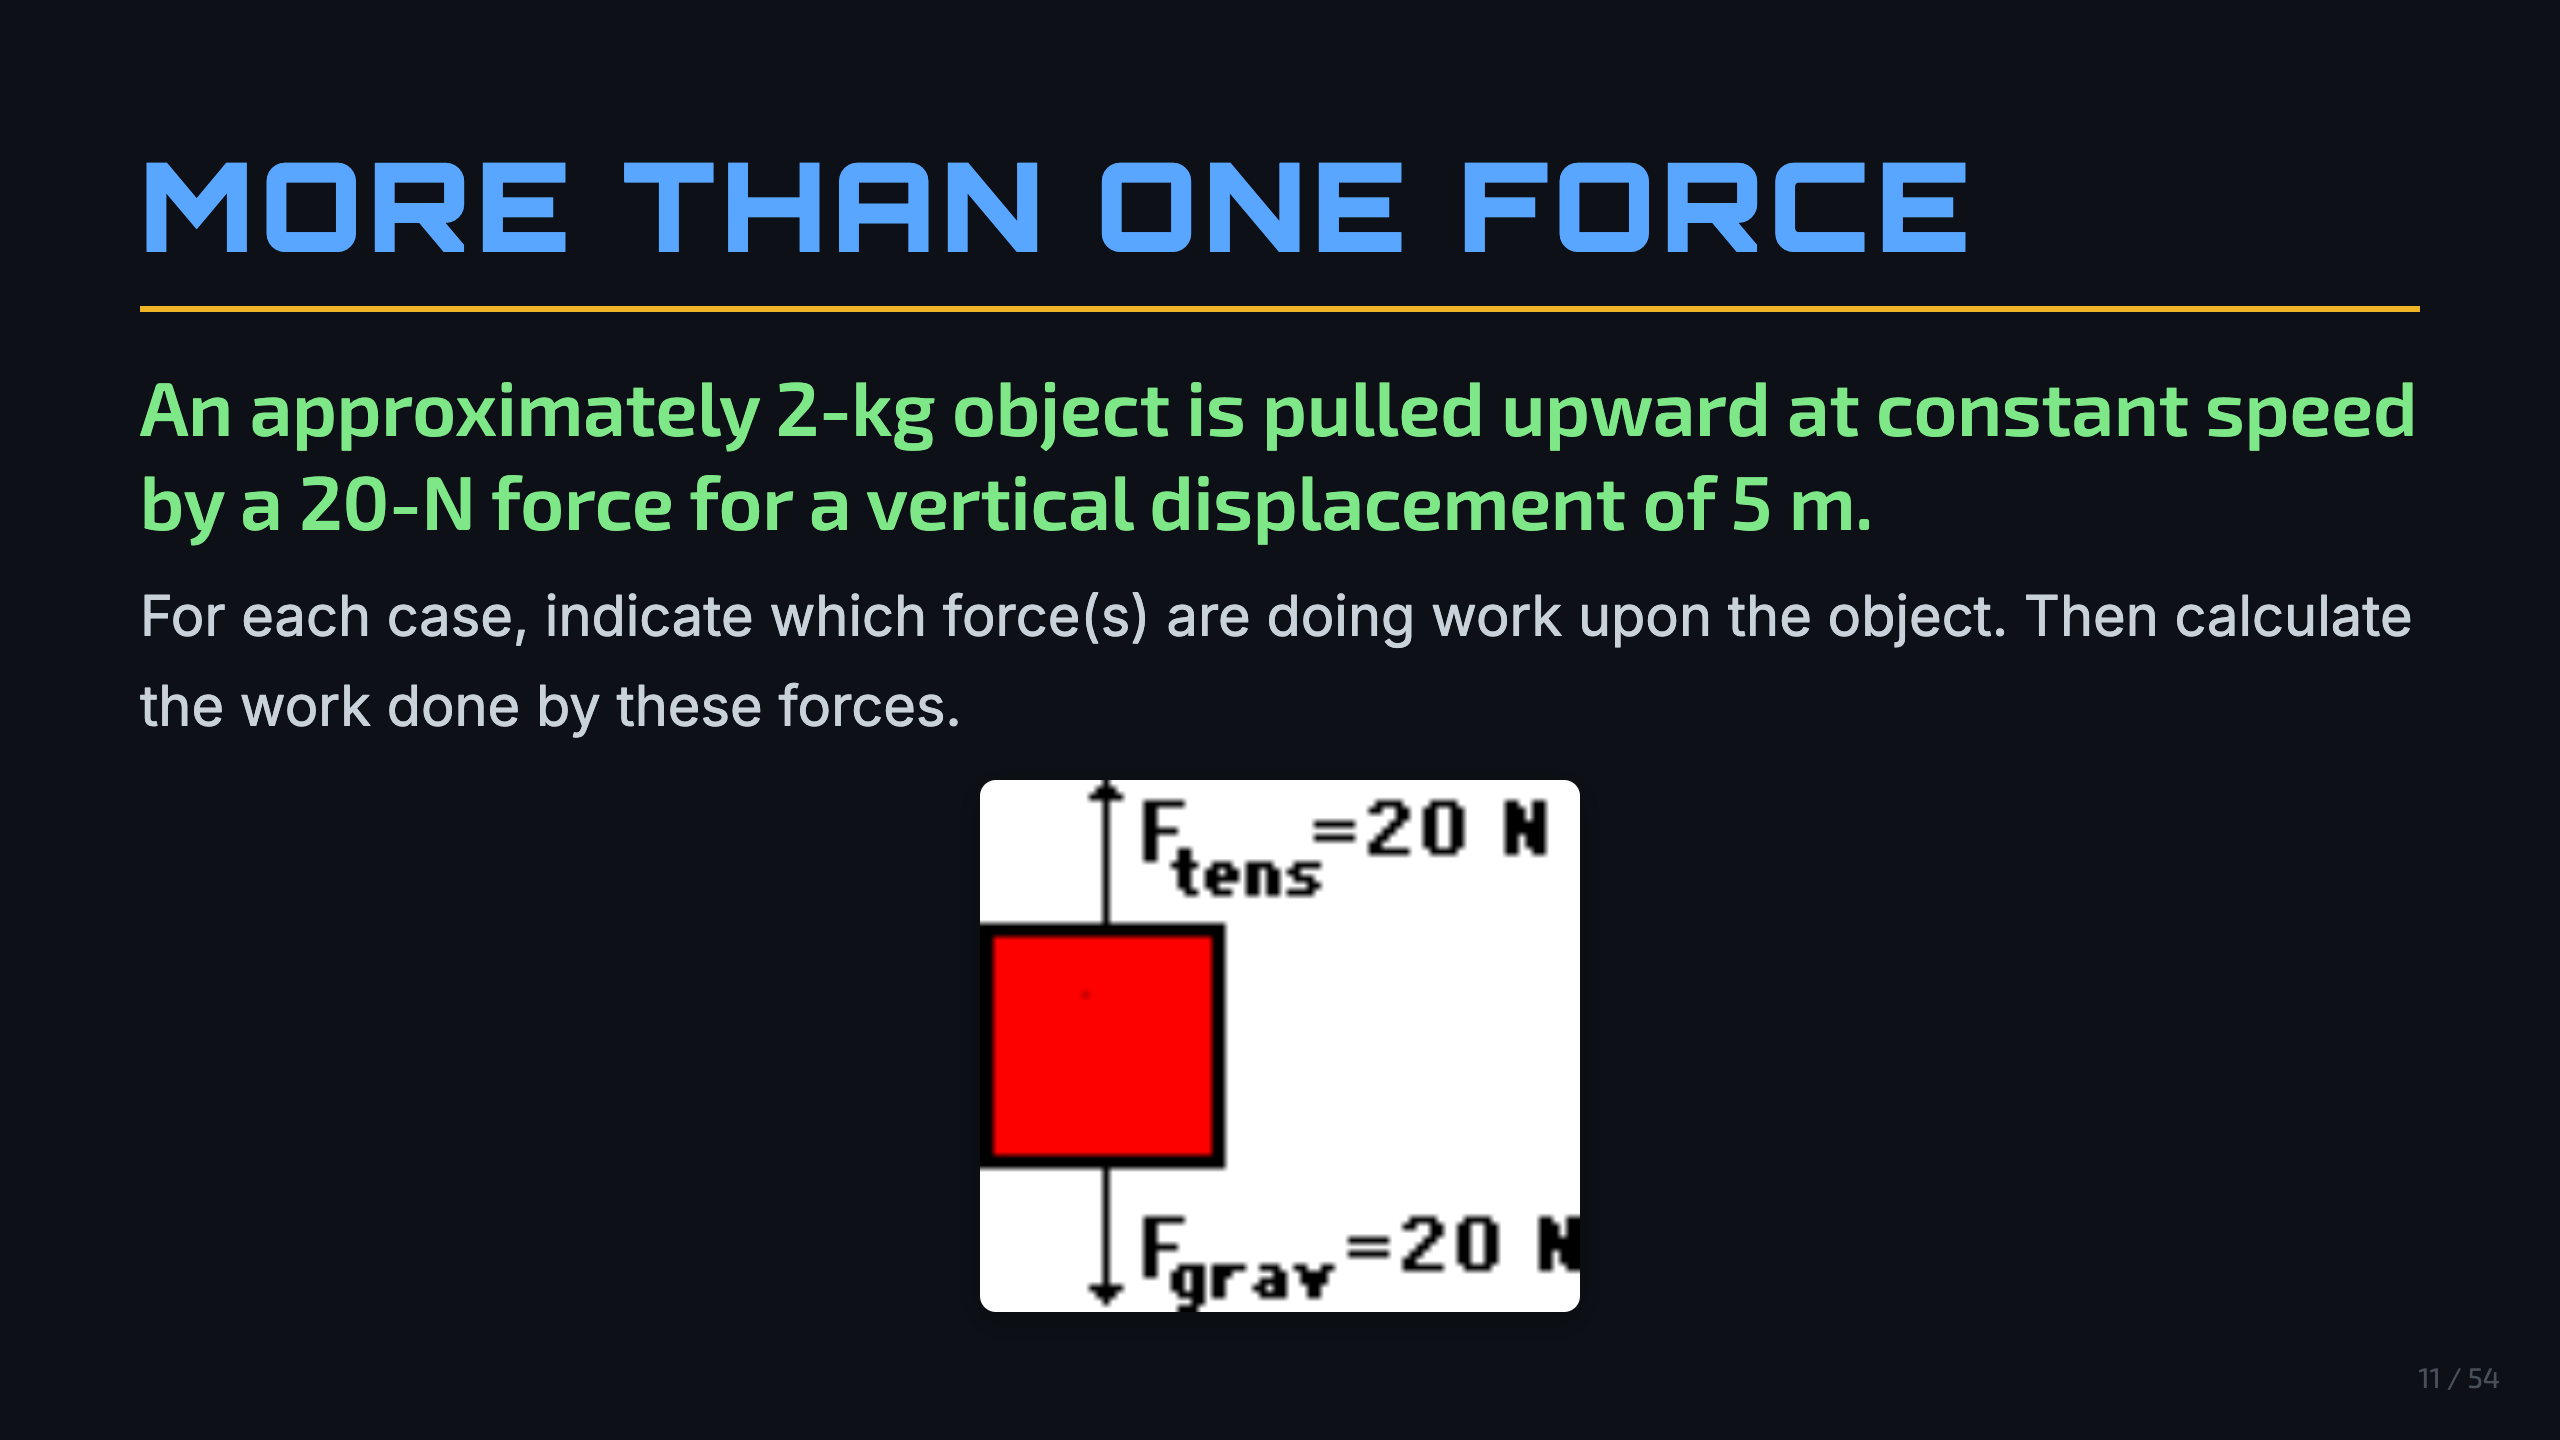 MORE THAN ONE FORCE
An approximately 2-kg object is pulled upward at constant speed
by a 20-N force for a vertical displacement of 5 m.
For each case, indicate which force(s) are doing work upon the object. Then calculate
the work done by these forces.
Ftens=20 N
Fgrav=20 N
11 / 54